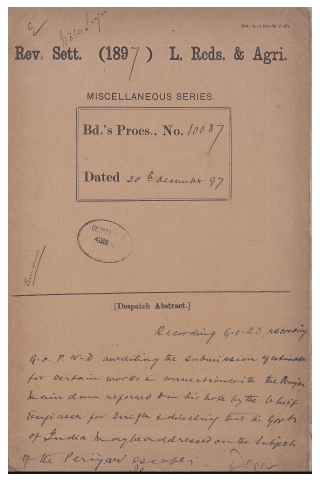 Rev. Sett. (1897) L. Rcds. & Agri.
MISCELLANEOUS SERIES.
Bd.'s Procs., No. 10087
Dated 20th december 97
DESPATCHED
[Despatch Abstract.]
Recording G.O. recording
G.O. P.W.D awaiting the submission of estimates
for certain works in connection with the Periyar
Main dam referred to in his note by the Chief
Engineer for Irrign & directing that the Govt
of India may be addressed on the subject
of the Periyar escape;